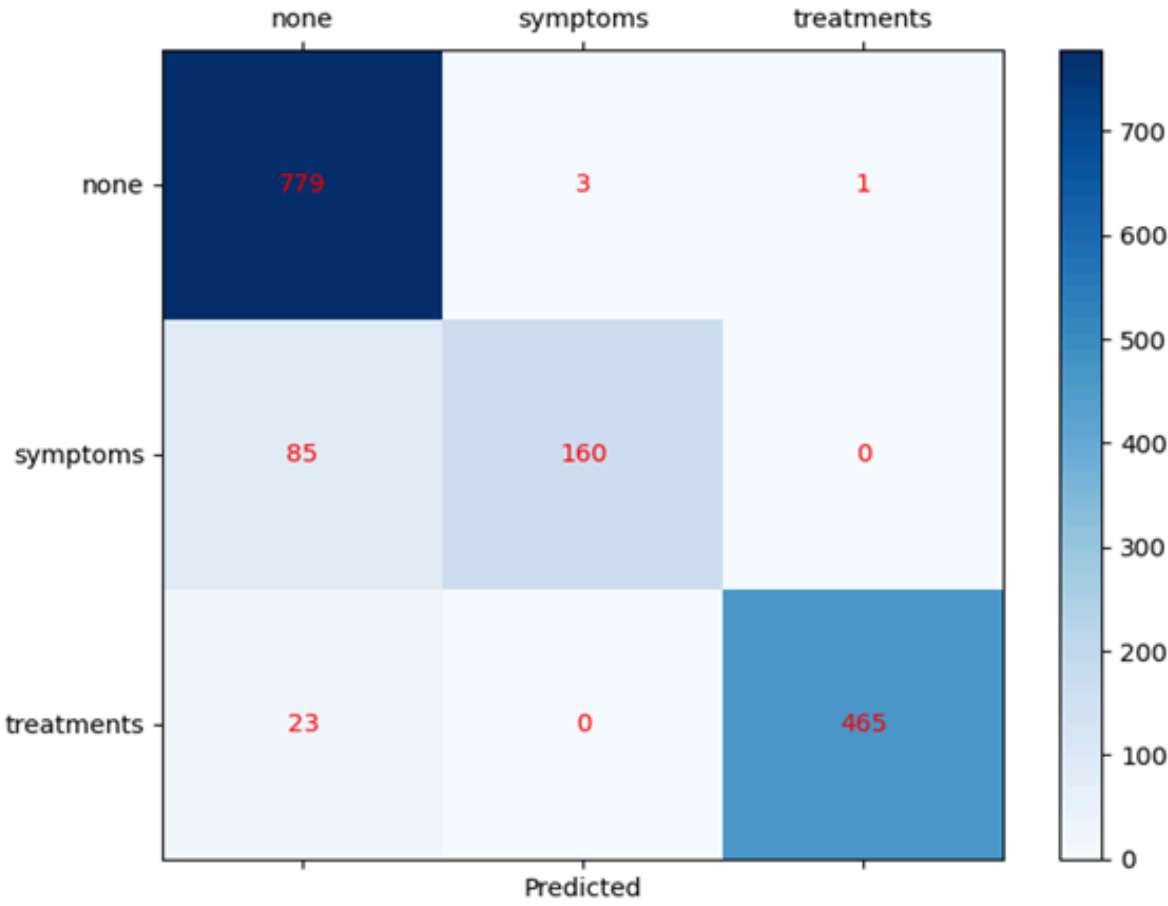 none symptoms treatments
700
600
none 779 3 1
500
400
symptoms 85 160 0
300
200
treatments 23 0 465
100
0
Predicted